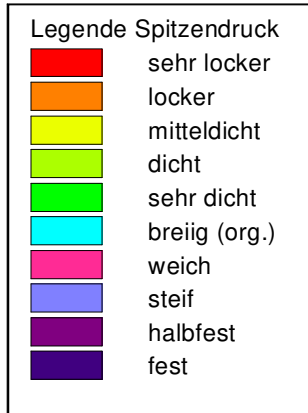 Legende Spitzendruck
sehr locker
locker
mitteldicht
dicht
sehr dicht
breiig (org.)
weich
steif
halbfest
fest